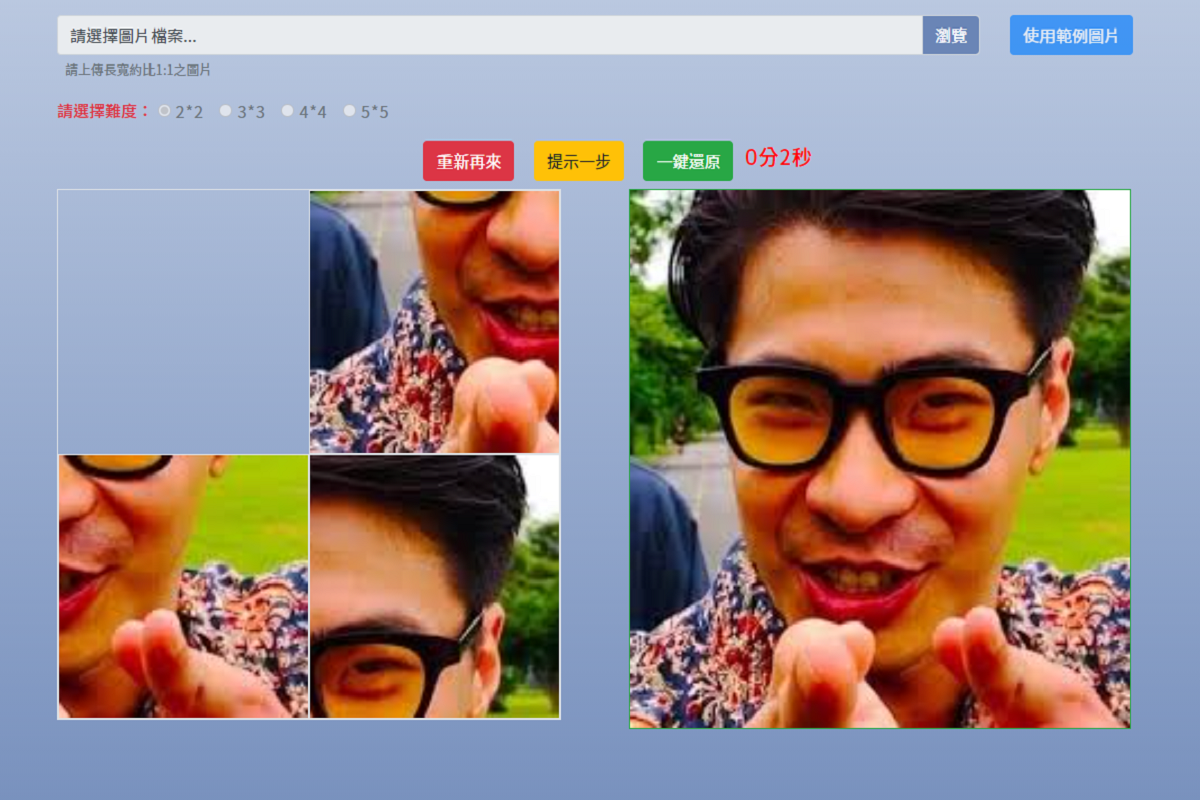 請選擇圖片檔案... 瀏覽 使用範例圖片
請上傳長寬約比1:1之圖片
請選擇難度： 2*2 3*3 4*4 5*5
重新再來 提示一步 一鍵還原 0分2秒